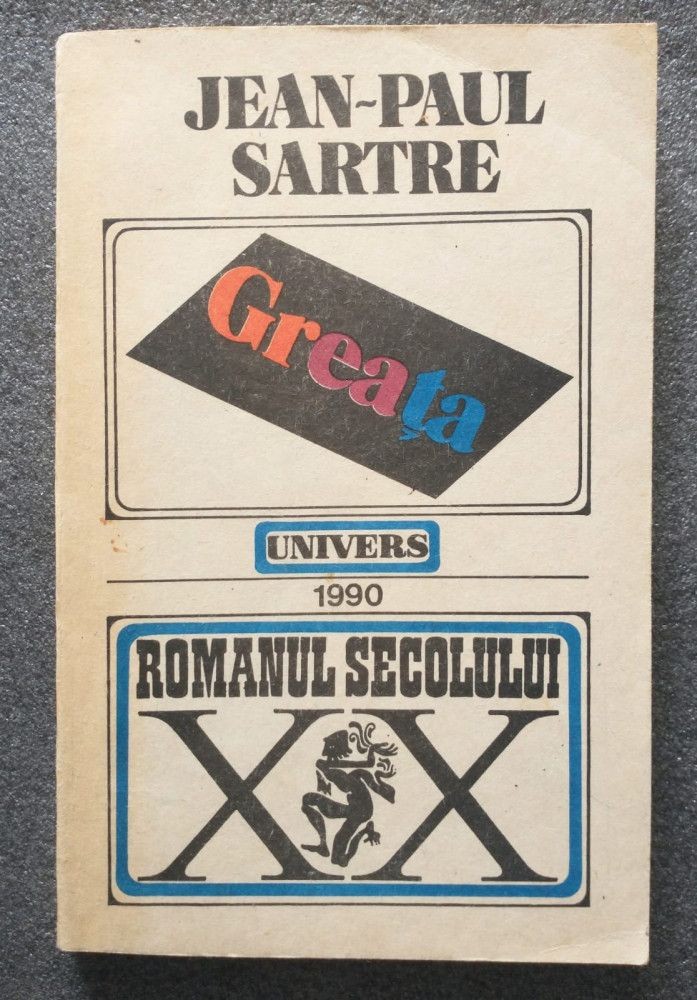 JEAN-PAUL
SARTRE
Greața
UNIVERS
1990
ROMANUL SECOLULUI
XX